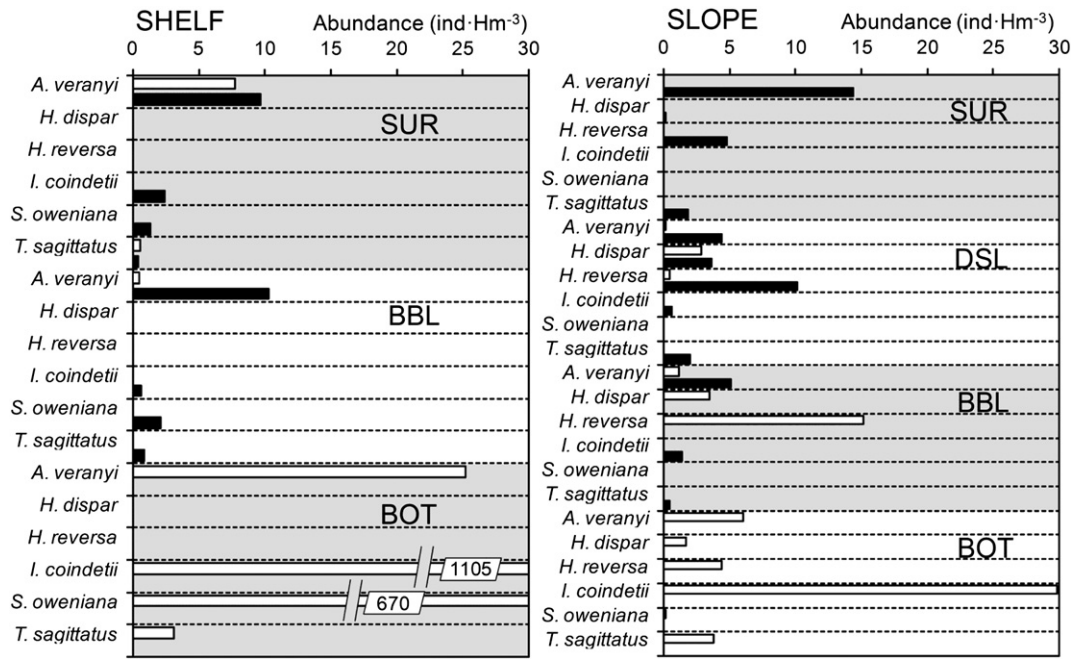 SHELF
Abundance (ind·Hm-3)
0 5 10 15 20 25 30
A. veranyi
H. dispar
SUR
H. reversa
I. coindetii
S. oweniana
T. sagittatus
A. veranyi
H. dispar
BBL
H. reversa
I. coindetii
S. oweniana
T. sagittatus
A. veranyi
H. dispar
BOT
H. reversa
I. coindetii
1105
S. oweniana
670
T. sagittatus
SLOPE
Abundance (ind·Hm-3)
0 5 10 15 20 25 30
A. veranyi
H. dispar
SUR
H. reversa
I. coindetii
S. oweniana
T. sagittatus
A. veranyi
H. dispar
DSL
H. reversa
I. coindetii
S. oweniana
T. sagittatus
A. veranyi
H. dispar
BBL
H. reversa
I. coindetii
S. oweniana
T. sagittatus
A. veranyi
H. dispar
BOT
H. reversa
I. coindetii
S. oweniana
T. sagittatus